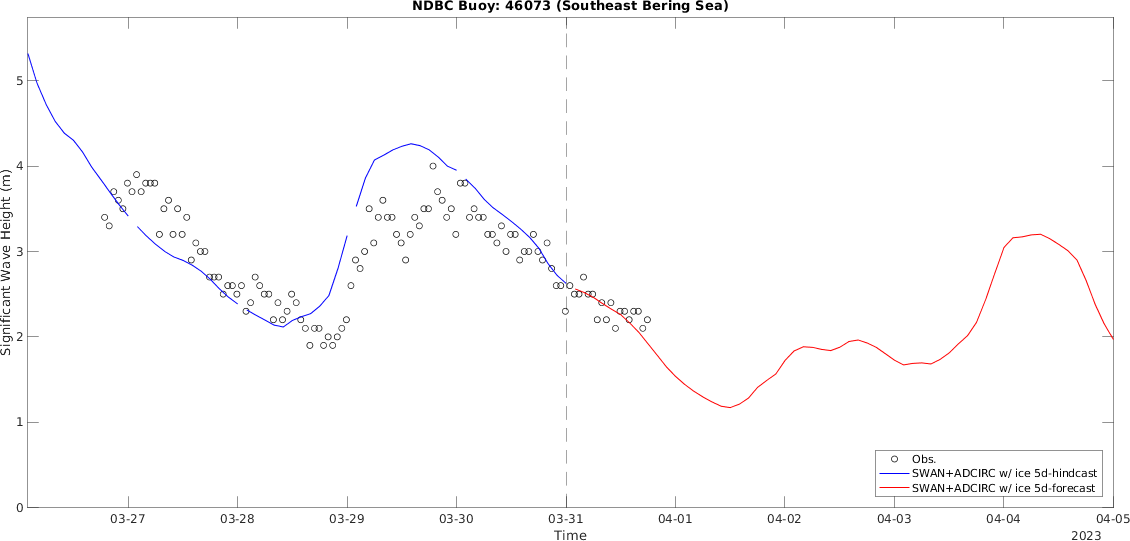 NDBC Buoy: 46073 (Southeast Bering Sea)
Significant Wave Height (m)
5
4
3
2
1
0
03-27 03-28 03-29 03-30 03-31 04-01 04-02 04-03 04-04 04-05
Time
2023
Obs.
SWAN+ADCIRC w/ ice 5d-hindcast
SWAN+ADCIRC w/ ice 5d-forecast